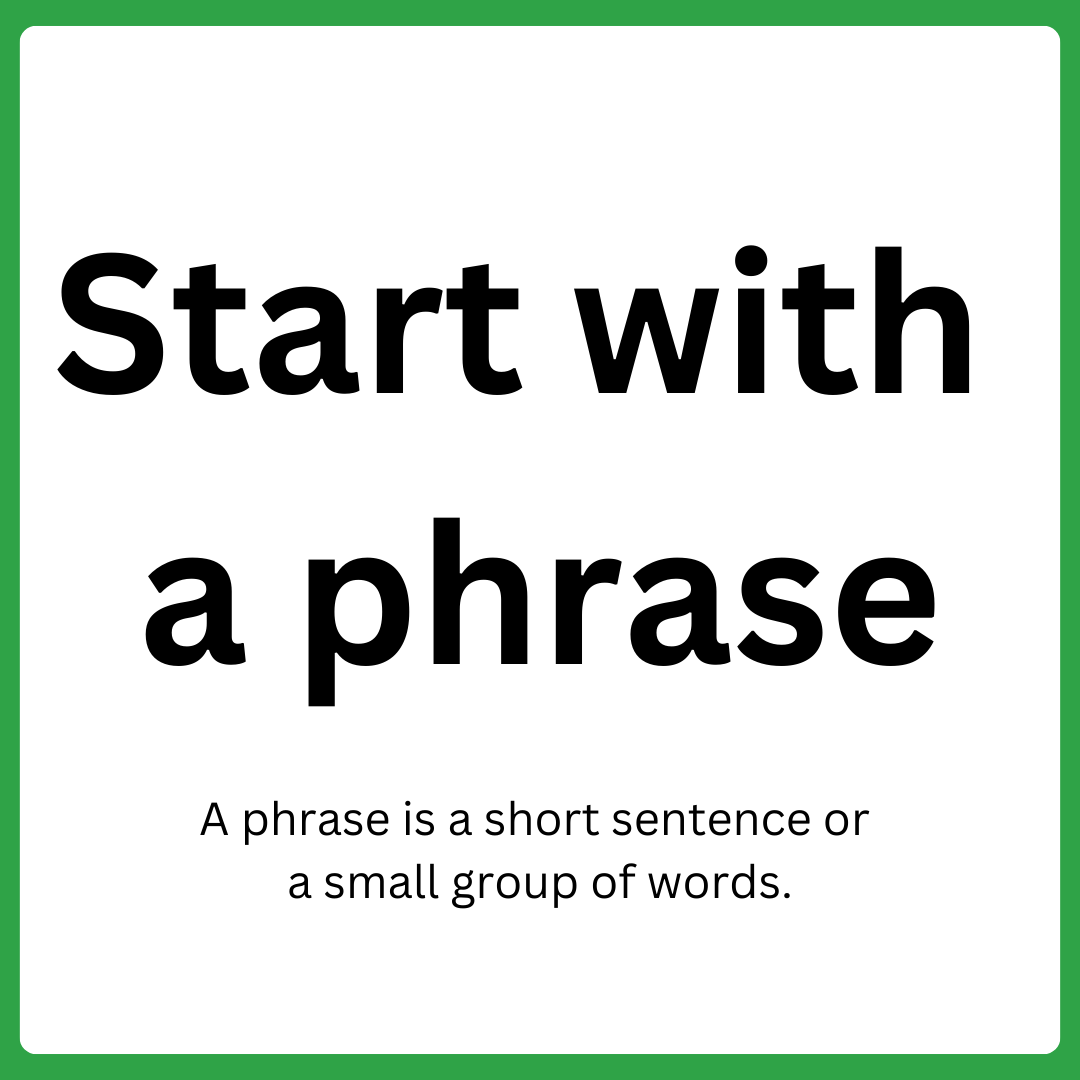 Start with
a phrase
A phrase is a short sentence or
a small group of words.